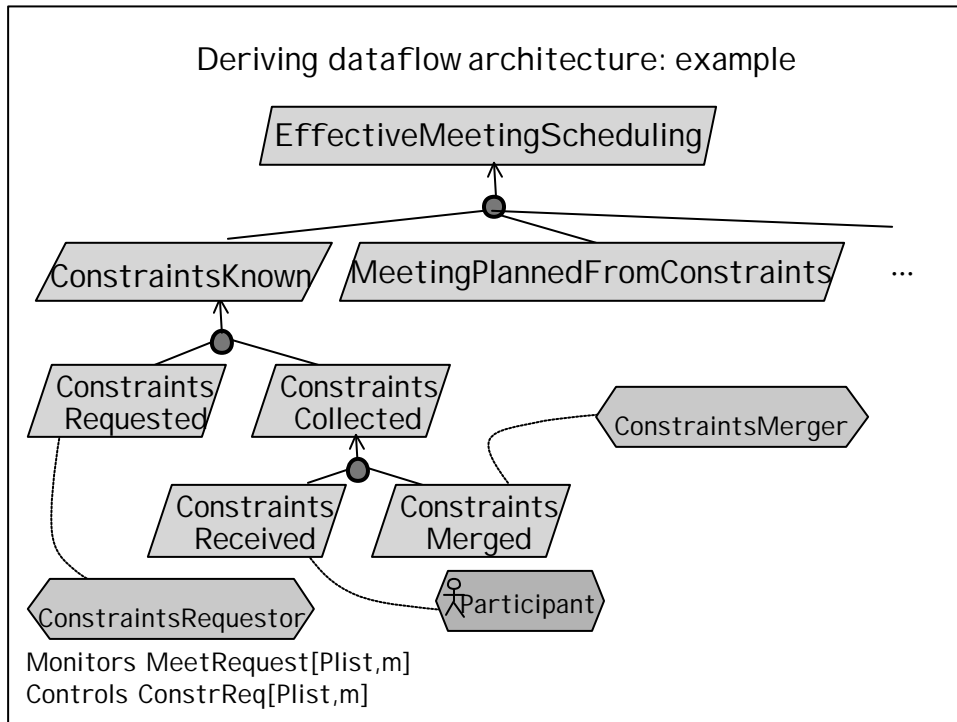 Deriving dataflow architecture: example
EffectiveMeetingScheduling
ConstraintsKnown
MeetingPlannedFromConstraints
...
Constraints
Requested
Constraints
Collected
ConstraintsMerger
Constraints
Received
Constraints
Merged
ConstraintsRequestor
Participant
Monitors MeetRequest[Plist,m]
Controls ConstrReq[Plist,m]